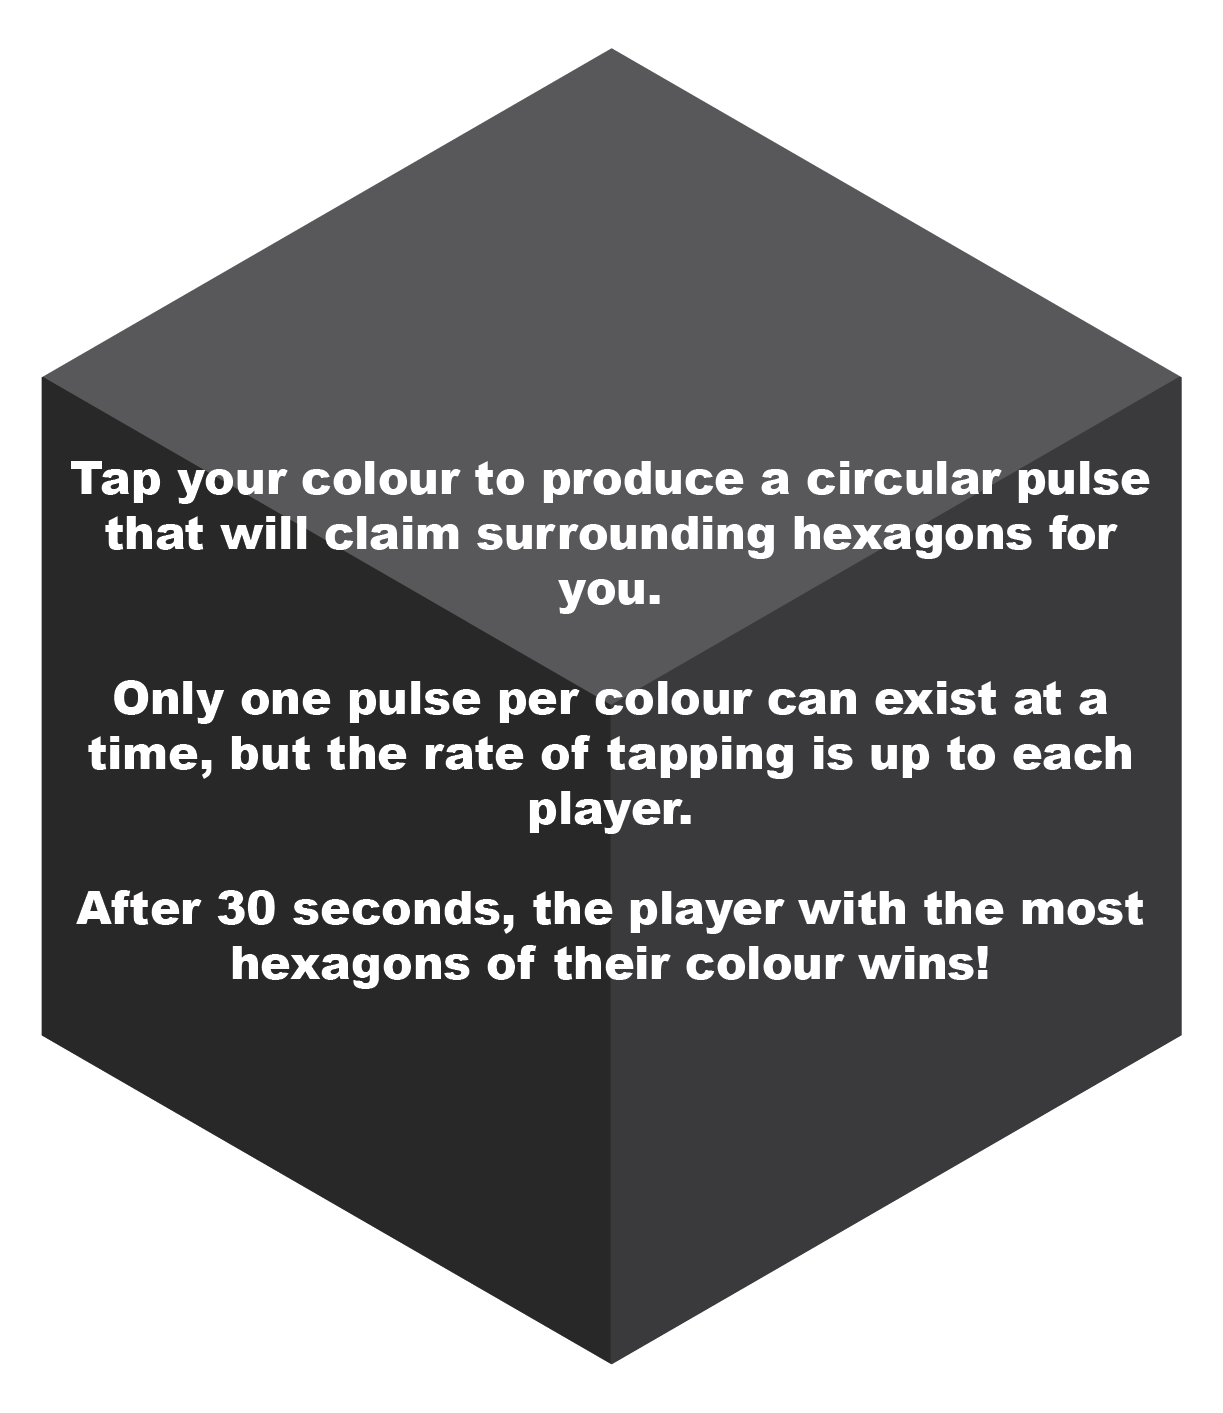 Tap your colour to produce a circular pulse
that will claim surrounding hexagons for
you.
Only one pulse per colour can exist at a
time, but the rate of tapping is up to each
player.
After 30 seconds, the player with the most
hexagons of their colour wins!